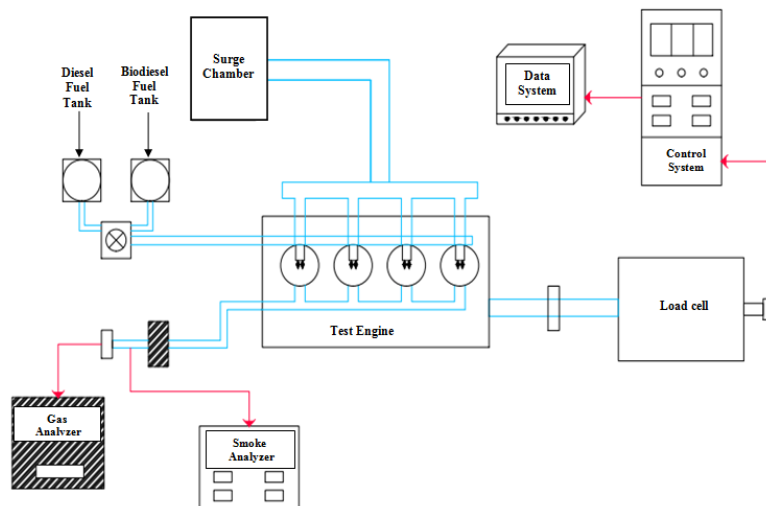 Surge
Chamber
Diesel
Fuel
Tank
Biodiesel
Fuel
Tank
Data
System
Control
System
Test Engine
Load cell
Gas
Analyzer
Smoke
Analyzer